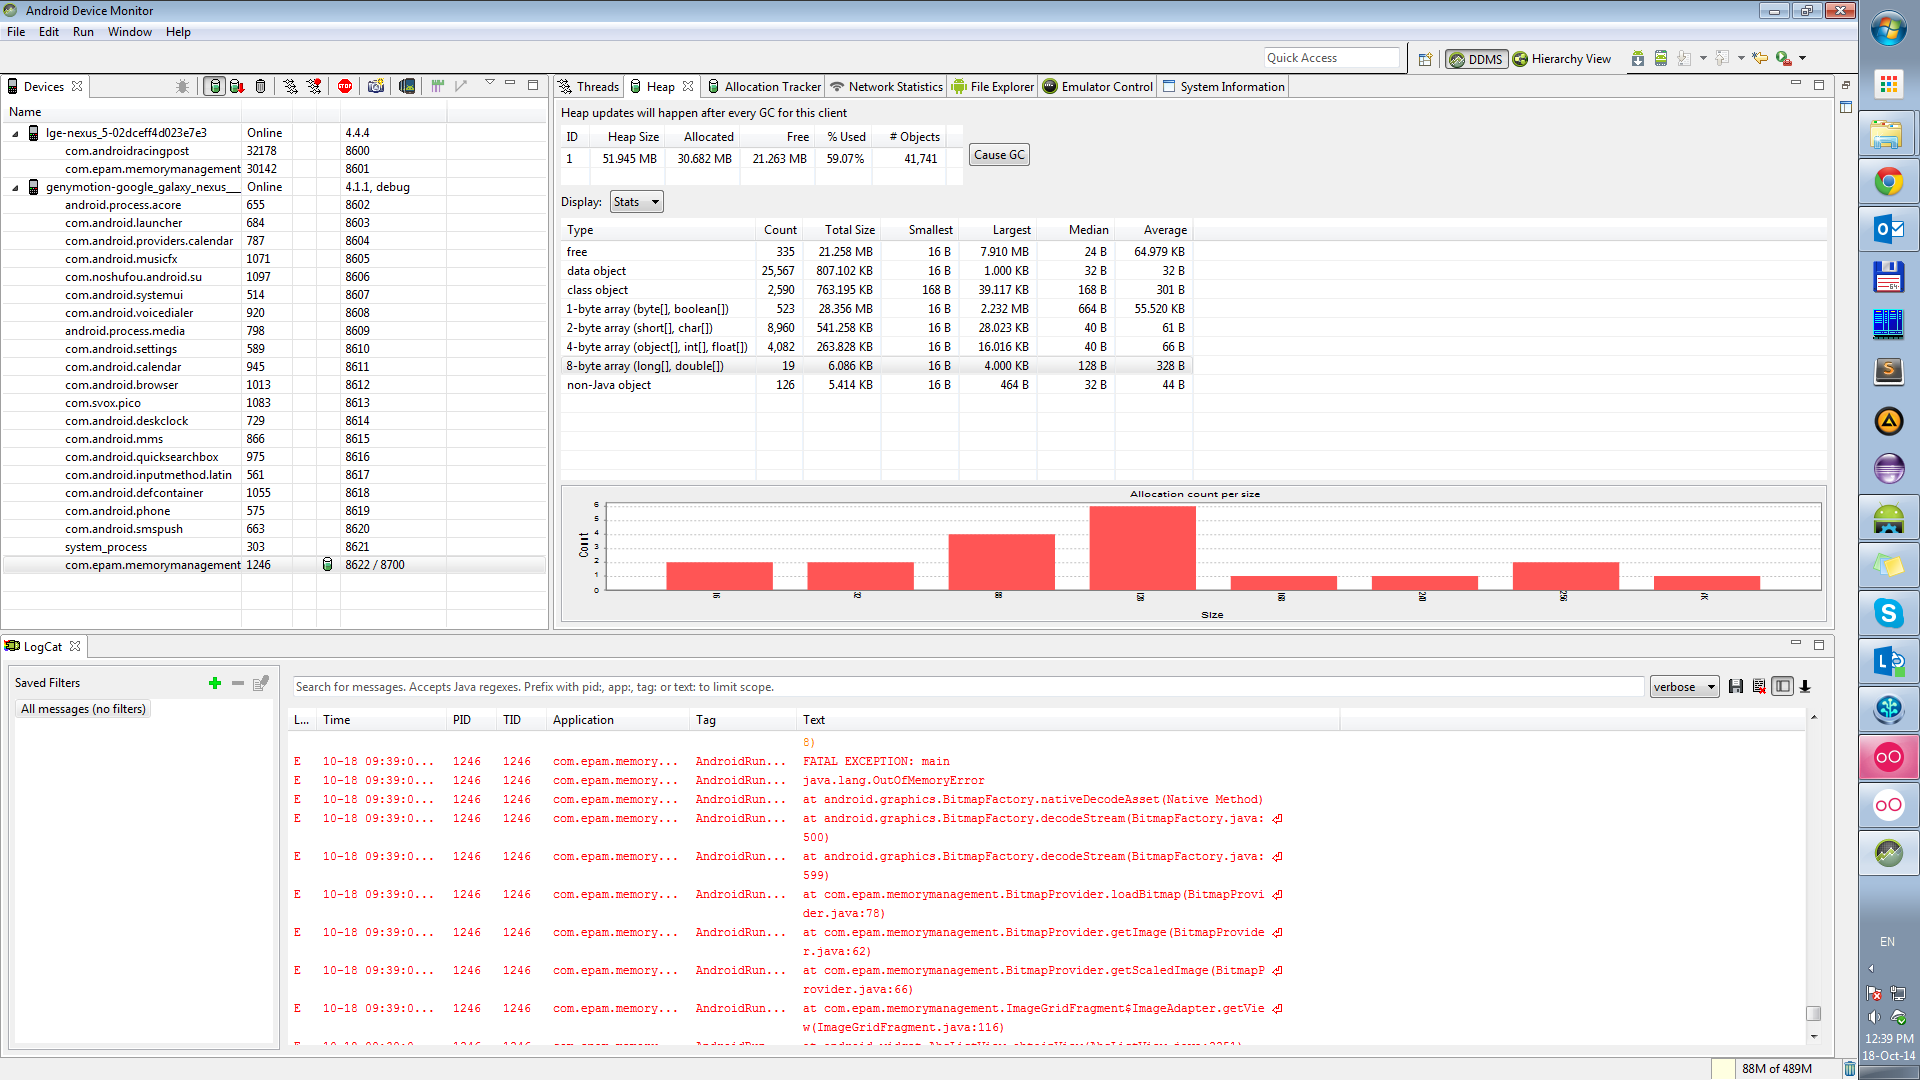 Android Device Monitor
File Edit Run Window Help
Quick Access
DDMS
Hierarchy View
Devices
Name
lge-nexus_5-02dceff4d023e7e3 Online 4.4.4
com.androidracingpost 32178 8600
com.epam.memorymanagement 30142 8601
genymotion-google_galaxy_nexus__ Online 4.1.1, debug
android.process.acore 655 8602
com.android.launcher 684 8603
com.android.providers.calendar 787 8604
com.android.musicfx 1071 8605
com.noshufou.android.su 1097 8606
com.android.systemui 514 8607
com.android.voicedialer 920 8608
android.process.media 798 8609
com.android.settings 589 8610
com.android.calendar 945 8611
com.android.browser 1013 8612
com.svox.pico 1083 8613
com.android.deskclock 729 8614
com.android.mms 866 8615
com.android.quicksearchbox 975 8616
com.android.inputmethod.latin 561 8617
com.android.defcontainer 1055 8618
com.android.phone 575 8619
com.android.smspush 663 8620
system_process 303 8621
com.epam.memorymanagement 1246 8622 / 8700
Threads Heap Allocation Tracker Network Statistics File Explorer Emulator Control System Information
Heap updates will happen after every GC for this client
ID Heap Size Allocated Free % Used # Objects
1 51.945 MB 30.682 MB 21.263 MB 59.07% 41,741
Cause GC
Display: Stats
Type Count Total Size Smallest Largest Median Average
free 335 21.258 MB 16 B 7.910 MB 24 B 64.979 KB
data object 25,567 807.102 KB 16 B 1.000 KB 32 B 32 B
class object 2,590 763.195 KB 168 B 39.117 KB 168 B 301 B
1-byte array (byte[], boolean[]) 523 28.356 MB 16 B 2.232 MB 664 B 55.520 KB
2-byte array (short[], char[]) 8,960 541.258 KB 16 B 28.023 KB 40 B 61 B
4-byte array (object[], int[], float[]) 4,082 263.828 KB 16 B 16.016 KB 40 B 66 B
8-byte array (long[], double[]) 19 6.086 KB 16 B 4.000 KB 128 B 328 B
non-Java object 126 5.414 KB 16 B 464 B 32 B 44 B
Allocation count per size
Count
6
5
4
3
2
1
0
16 72 88 128 168 240 256 4K
Size
LogCat
Saved Filters
All messages (no filters)
Search for messages. Accepts Java regexes. Prefix with pid:, app:, tag: or text: to limit scope.
verbose
L... Time PID TID Application Tag Text
8)
E 10-18 09:39:0... 1246 1246 com.epam.memory... AndroidRun... FATAL EXCEPTION: main
E 10-18 09:39:0... 1246 1246 com.epam.memory... AndroidRun... java.lang.OutOfMemoryError
E 10-18 09:39:0... 1246 1246 com.epam.memory... AndroidRun... at android.graphics.BitmapFactory.nativeDecodeAsset(Native Method)
E 10-18 09:39:0... 1246 1246 com.epam.memory... AndroidRun... at android.graphics.BitmapFactory.decodeStream(BitmapFactory.java:
500)
E 10-18 09:39:0... 1246 1246 com.epam.memory... AndroidRun... at android.graphics.BitmapFactory.decodeStream(BitmapFactory.java:
599)
E 10-18 09:39:0... 1246 1246 com.epam.memory... AndroidRun... at com.epam.memorymanagement.BitmapProvider.loadBitmap(BitmapProvi
der.java:78)
E 10-18 09:39:0... 1246 1246 com.epam.memory... AndroidRun... at com.epam.memorymanagement.BitmapProvider.getImage(BitmapProvide
r.java:62)
E 10-18 09:39:0... 1246 1246 com.epam.memory... AndroidRun... at com.epam.memorymanagement.BitmapProvider.getScaledImage(BitmapP
rovider.java:66)
E 10-18 09:39:0... 1246 1246 com.epam.memory... AndroidRun... at com.epam.memorymanagement.ImageGridFragment$ImageAdapter.getVie
w(ImageGridFragment.java:116)
88M of 489M
EN
12:39 PM
18-Oct-14